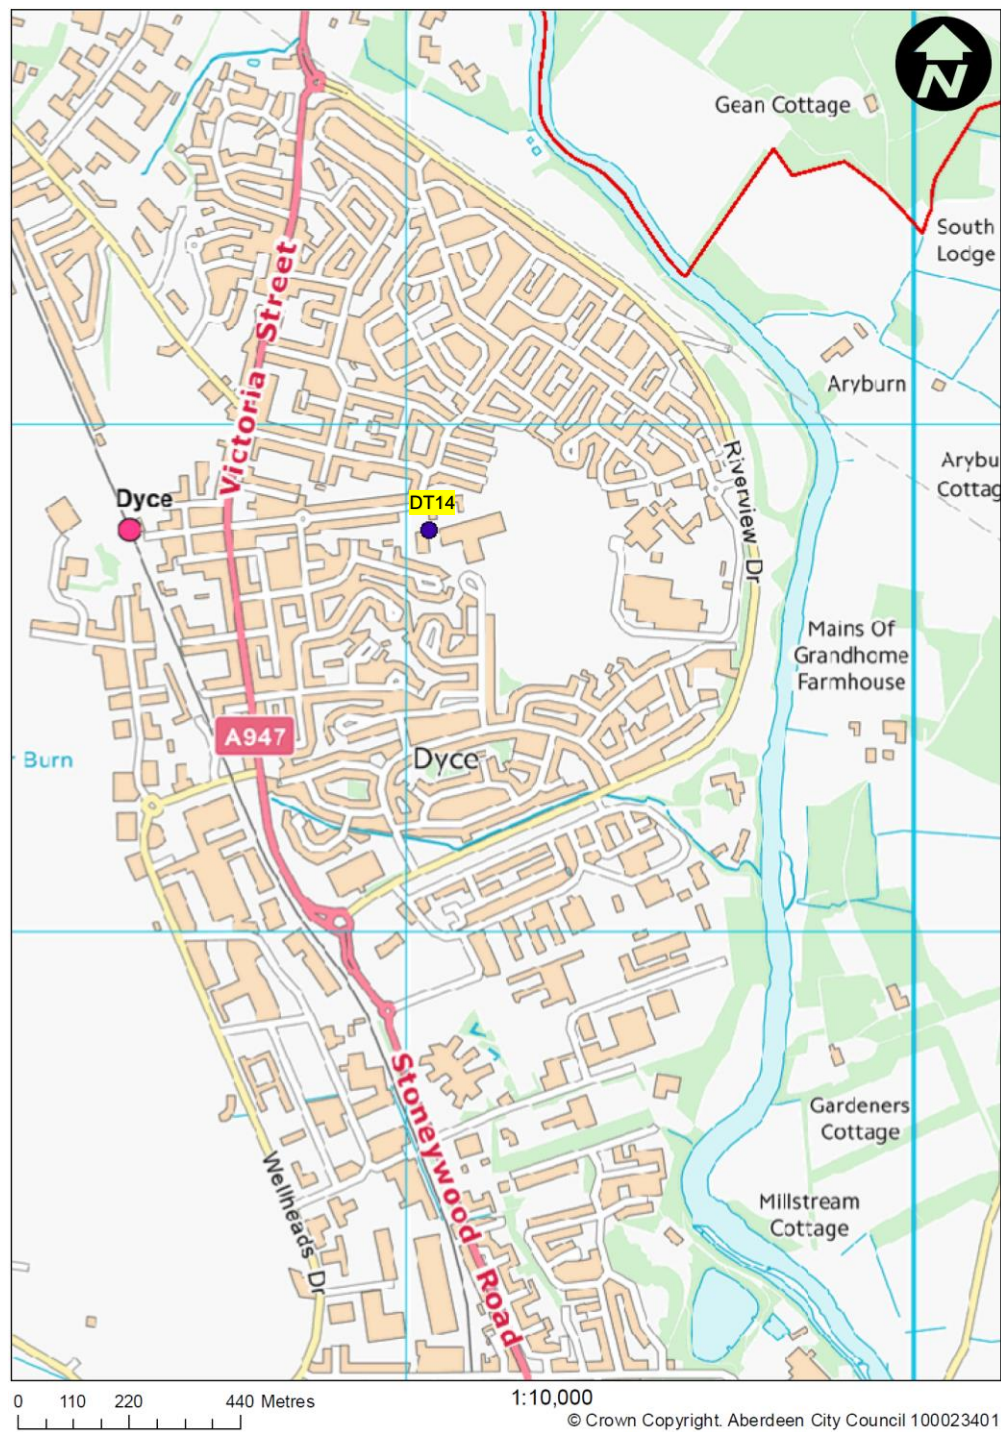 N
Gean Cottage
South
Lodge
Victoria Street
Aryburn
Riverview Dr
Arybu
Cottag
Dyce
DT14
Mains Of
Grandhome
Farmhouse
A947
Burn
Dyce
Gardeners
Cottage
Stoneywood Road
Wellheads Dr
Millstream
Cottage
0 110 220 440 Metres
1:10,000
© Crown Copyright. Aberdeen City Council 100023401